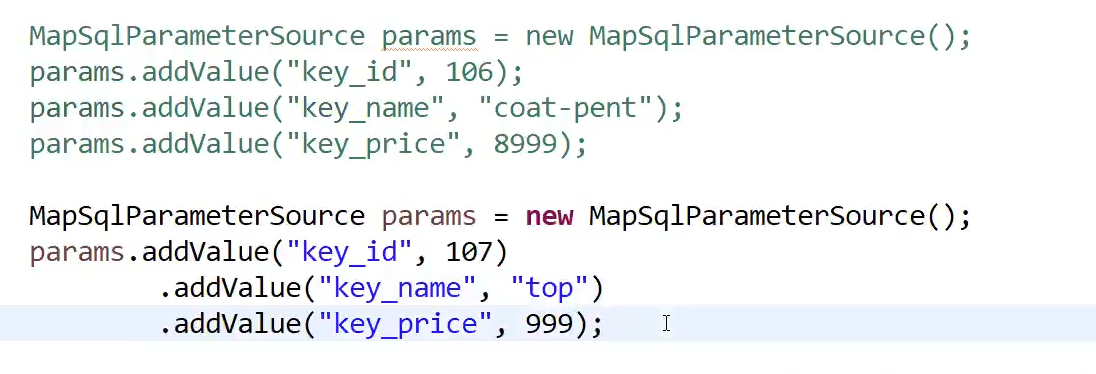 MapSqlParameterSource params = new MapSqlParameterSource();
params.addValue("key_id", 106);
params.addValue("key_name", "coat-pent");
params.addValue("key_price", 8999);
MapSqlParameterSource params = new MapSqlParameterSource();
params.addValue("key_id", 107)
.addValue("key_name", "top")
.addValue("key_price", 999);